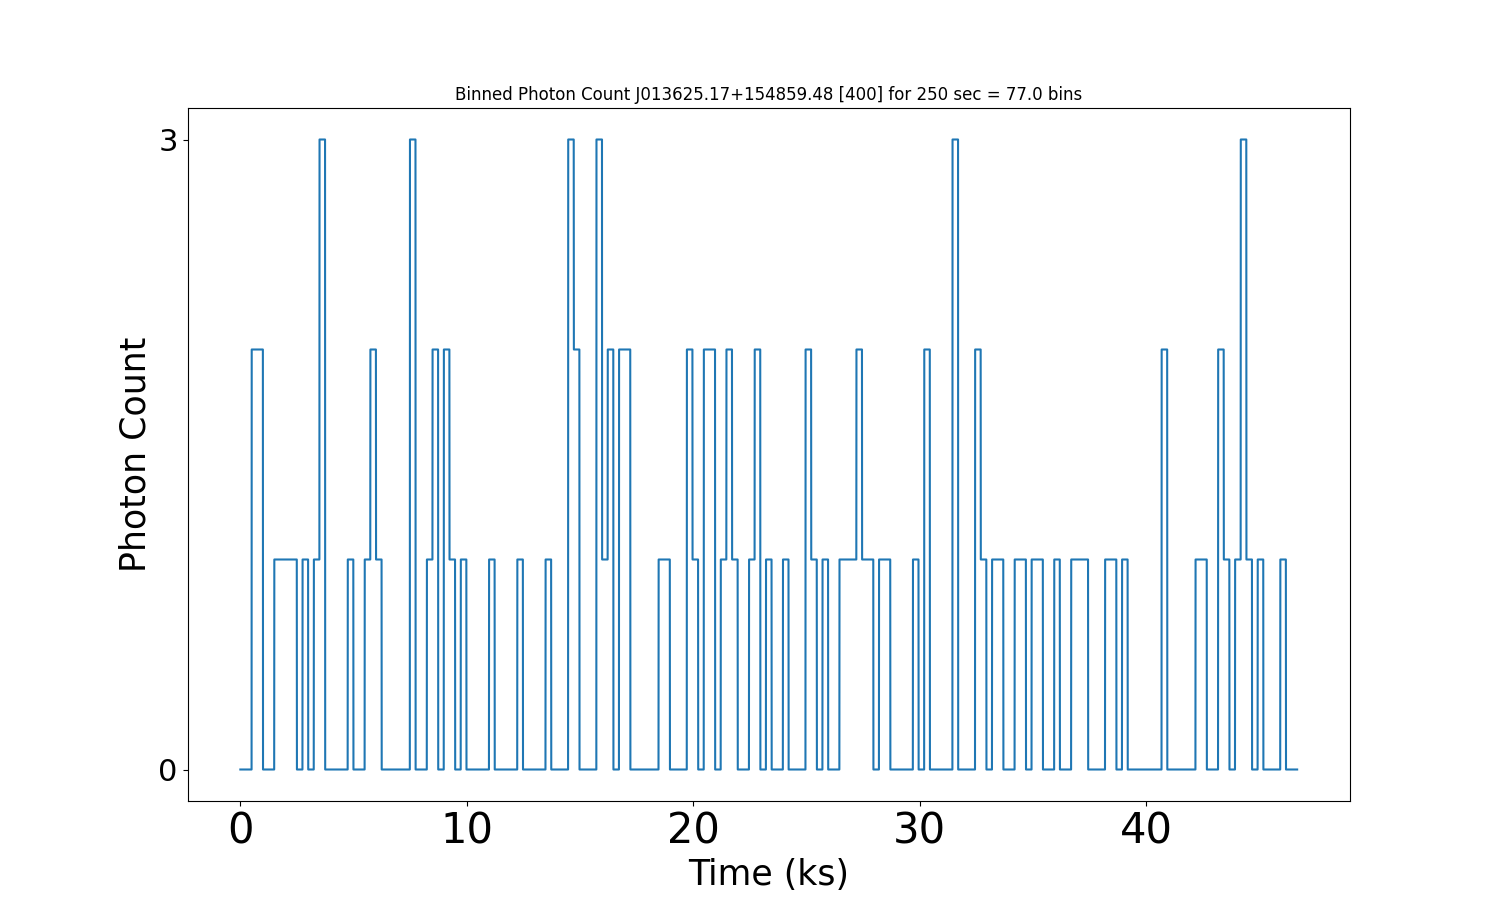 Binned Photon Count J013625.17+154859.48 [400] for 250 sec = 77.0 bins
3
Photon Count
0
0 10 20 30 40
Time (ks)